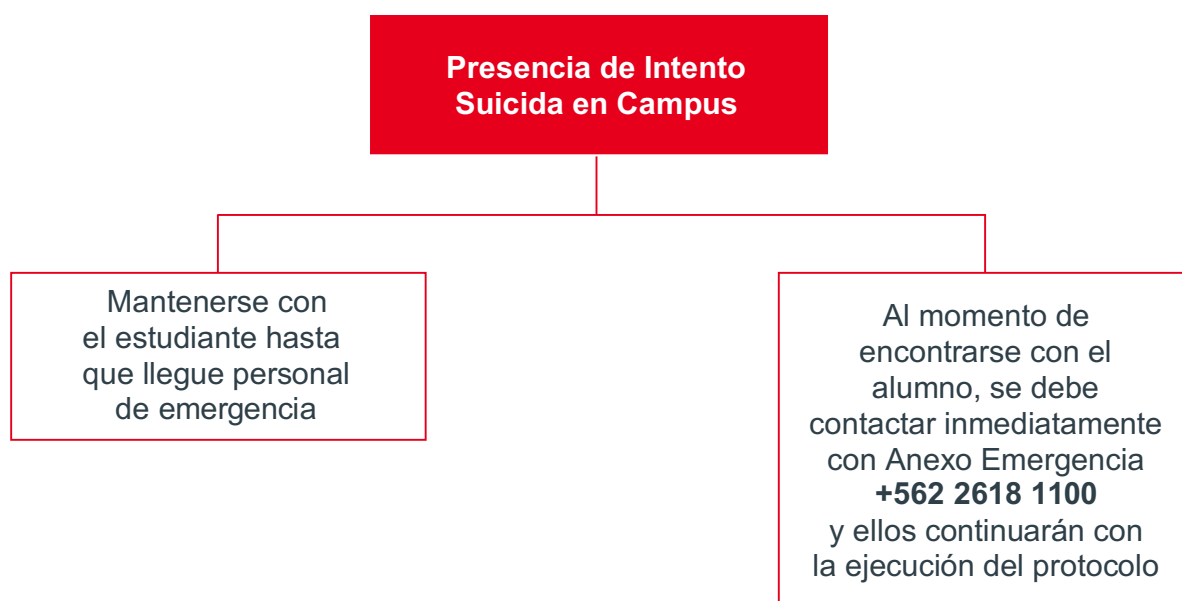 Presencia de Intento
Suicida en Campus
Mantenerse con
el estudiante hasta
que llegue personal
de emergencia
Al momento de
encontrarse con el
alumno, se debe
contactar inmediatamente
con Anexo Emergencia
+562 2618 1100
y ellos continuarán con
la ejecución del protocolo